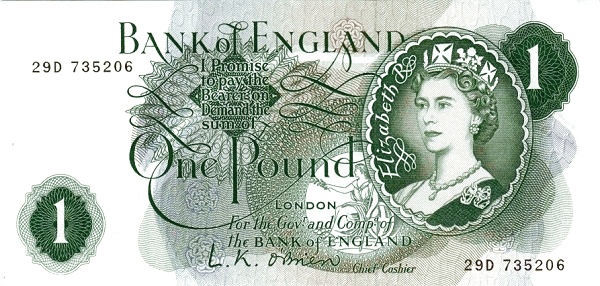 BANK of ENGLAND
29D 735206
I Promise
to pay the
Bearer on
Demand the
sum of
One Pound
1
Elizabeth R
LONDON
For the Govr. and Compa. of
the BANK of ENGLAND
L.K. O'Brien
Chief Cashier
1
29D 735206